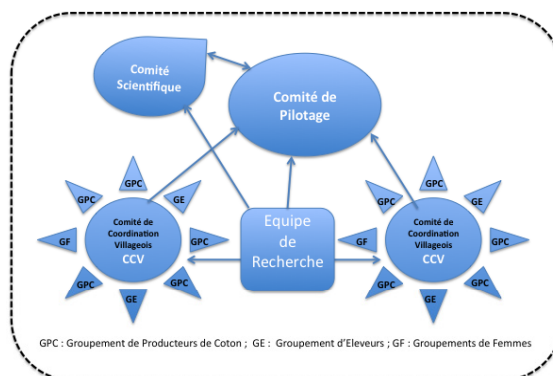 Comité
Scientifique
Comité de
Pilotage
GPC
GPC
GE
GF
GPC
GPC
GE
GPC
Comité de
Coordination
Villageois
CCV
Equipe
de
Recherche
GPC
GPC
GE
GF
GPC
GPC
GE
GPC
Comité de
Coordination
Villageois
CCV
GPC : Groupement de Producteurs de Coton ; GE : Groupement d'Eleveurs ; GF : Groupements de Femmes